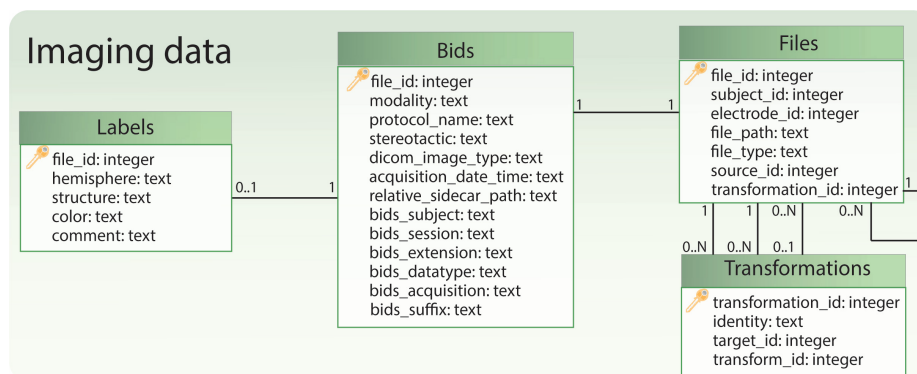 Imaging data
Labels
file_id: integer
hemisphere: text
structure: text
color: text
comment: text
0..1
1
Bids
file_id: integer
modality: text
protocol_name: text
stereotactic: text
dicom_image_type: text
acquisition_date_time: text
relative_sidecar_path: text
bids_subject: text
bids_session: text
bids_extension: text
bids_datatype: text
bids_acquisition: text
bids_suffix: text
1
1
Files
file_id: integer
subject_id: integer
electrode_id: integer
file_path: text
file_type: text
source_id: integer
transformation_id: integer
1
1
1
0..N
0..N
0..N
0..N
0..1
Transformations
transformation_id: integer
identity: text
target_id: integer
transform_id: integer